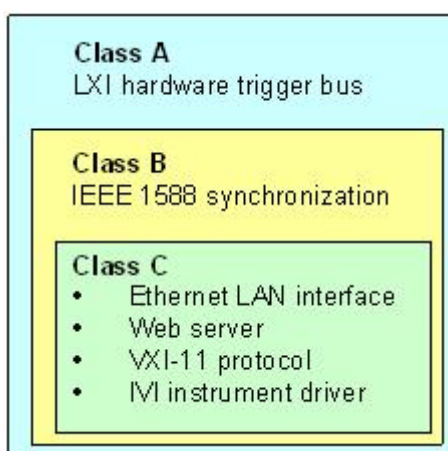 Class A
LXI hardware trigger bus
Class B
IEEE 1588 synchronization
Class C
• Ethernet LAN interface
• Web server
• VXI-11 protocol
• IVI instrument driver